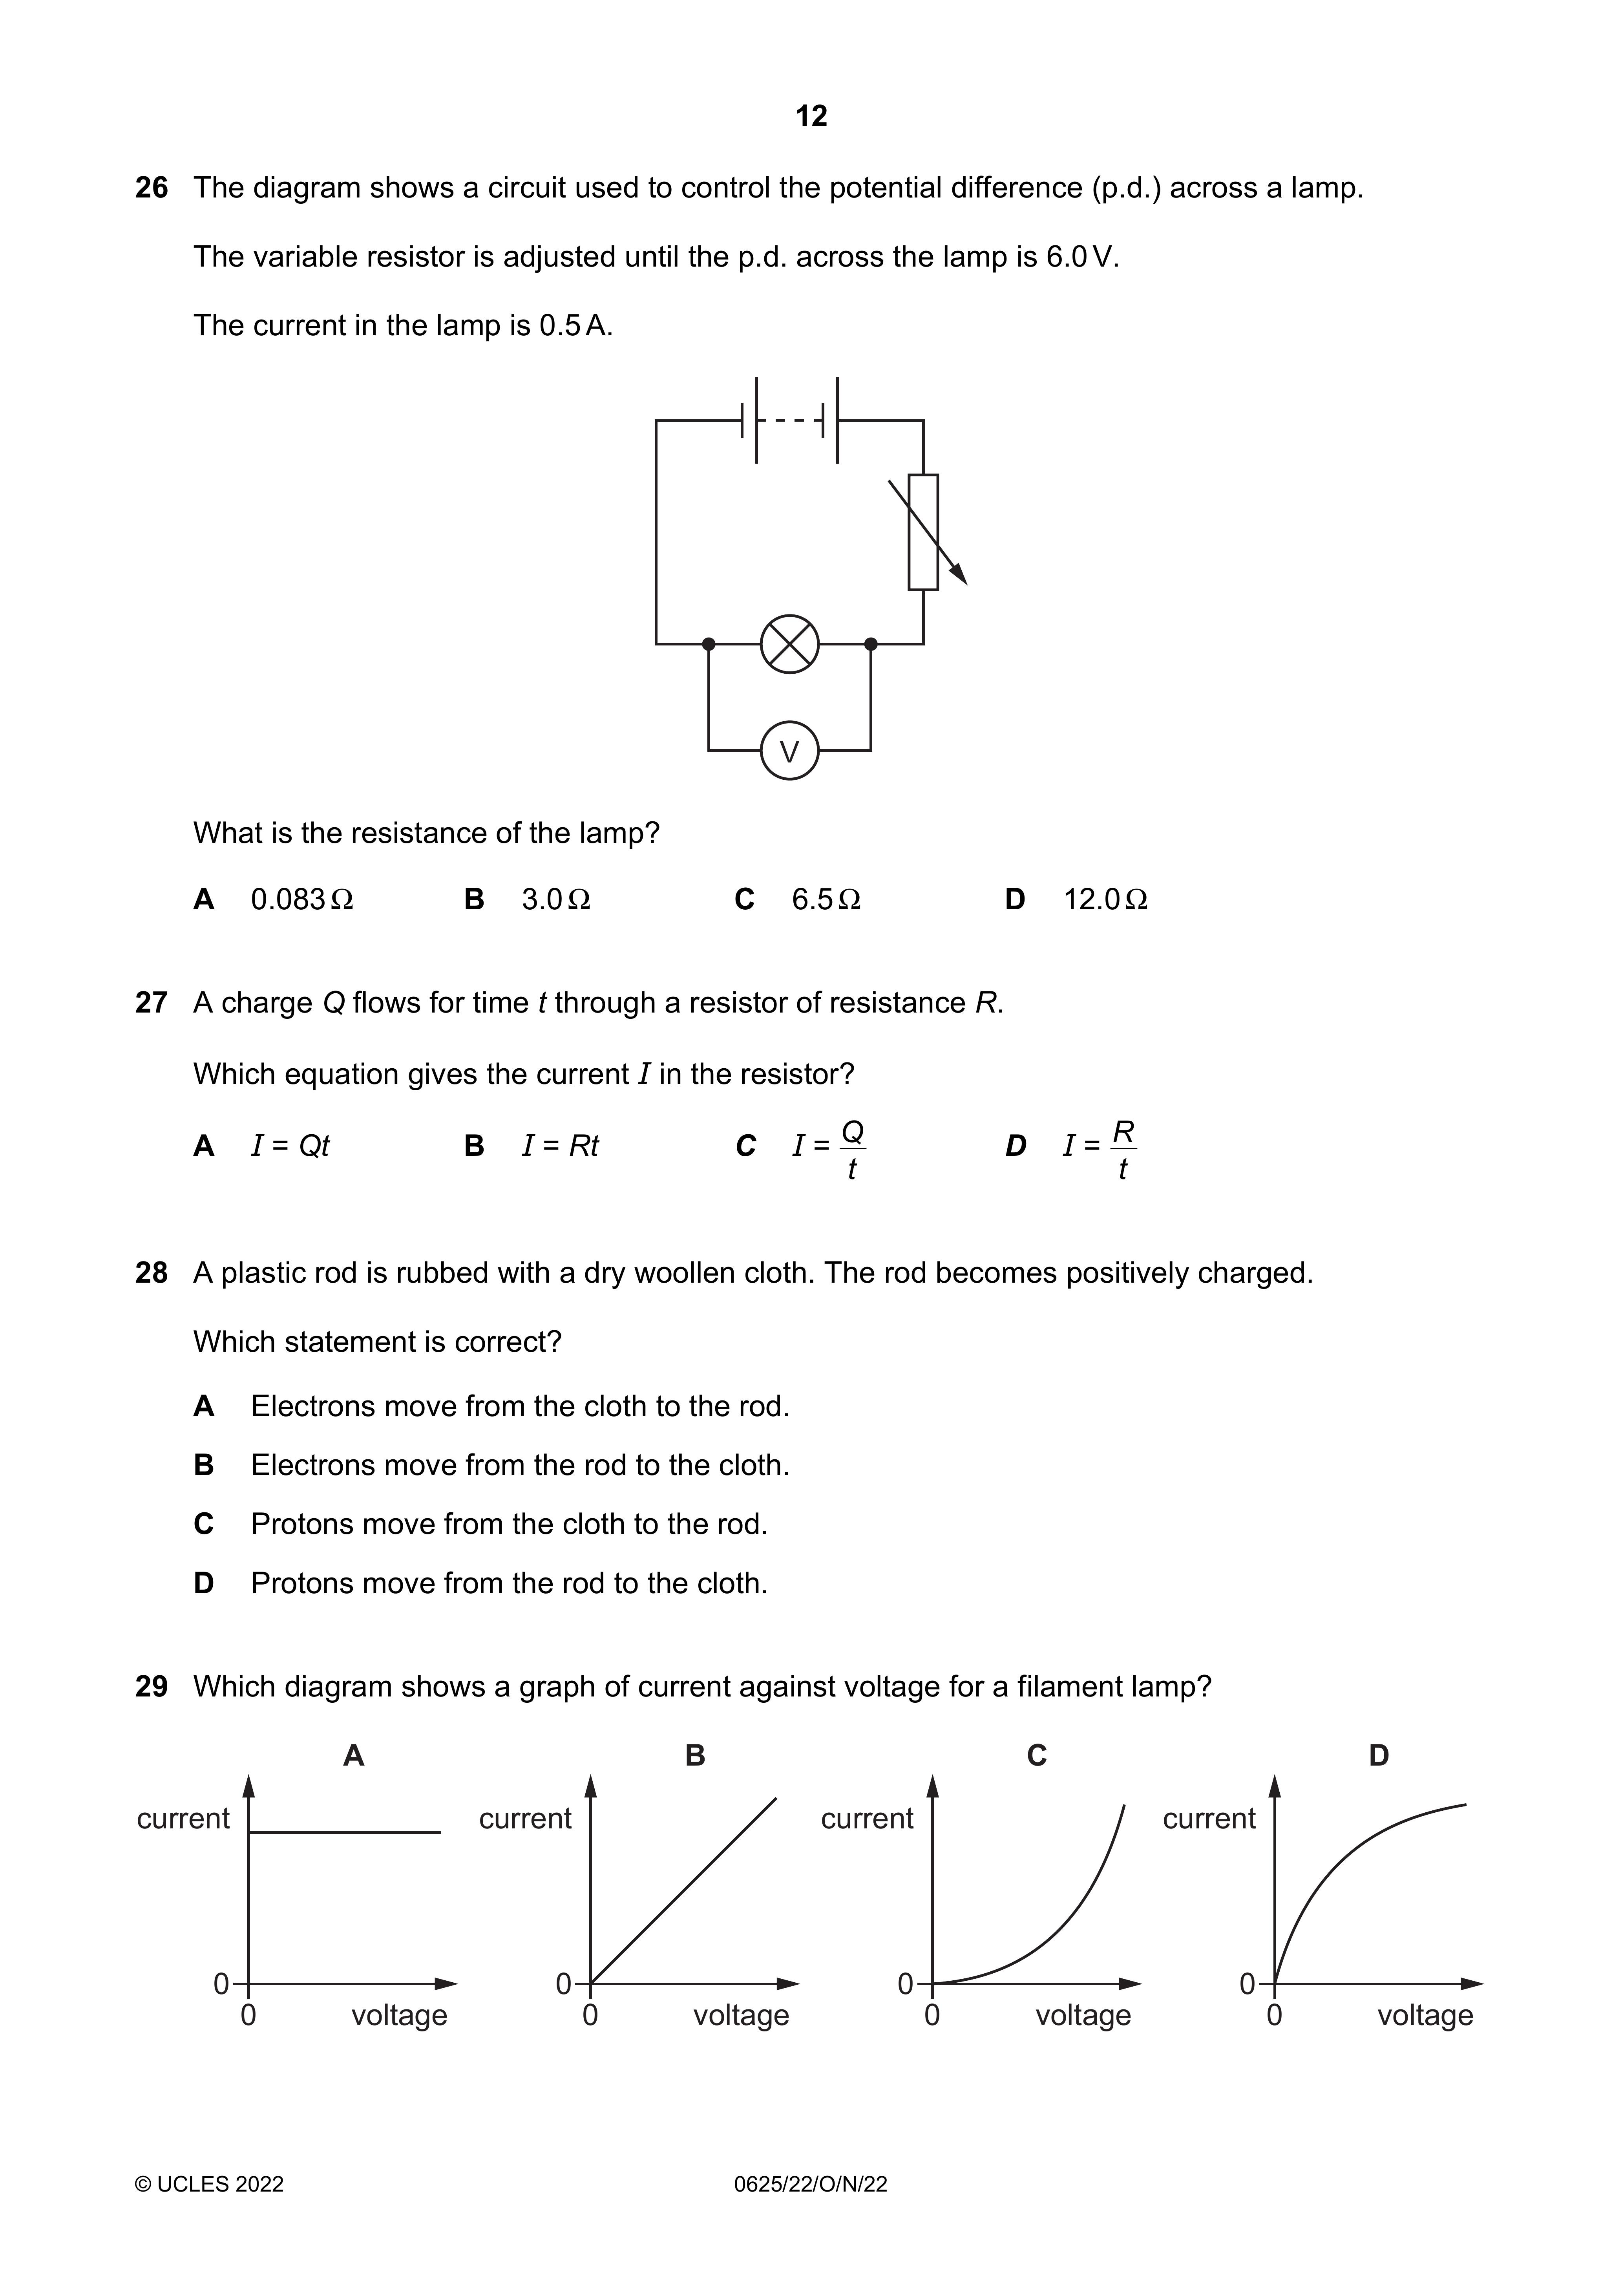 12
26 The diagram shows a circuit used to control the potential difference (p.d.) across a lamp.
The variable resistor is adjusted until the p.d. across the lamp is 6.0 V.
The current in the lamp is 0.5 A.
V
What is the resistance of the lamp?
A 0.083 Ω B 3.0 Ω C 6.5 Ω D 12.0 Ω
27 A charge Q flows for time t through a resistor of resistance R.
Which equation gives the current I in the resistor?
A I = Qt B I = Rt C I = Q/t D I = R/t
28 A plastic rod is rubbed with a dry woollen cloth. The rod becomes positively charged.
Which statement is correct?
A Electrons move from the cloth to the rod.
B Electrons move from the rod to the cloth.
C Protons move from the cloth to the rod.
D Protons move from the rod to the cloth.
29 Which diagram shows a graph of current against voltage for a filament lamp?
A B C D
current current current current
0 0 0 0
0 voltage 0 voltage 0 voltage 0 voltage
© UCLES 2022 0625/22/O/N/22